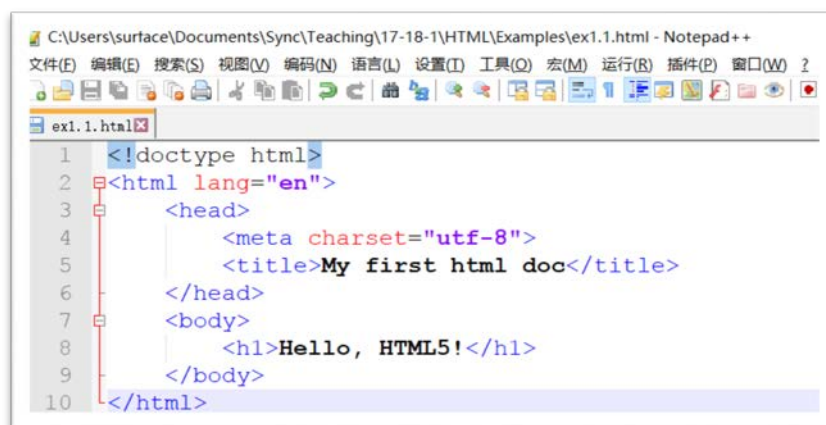 C:\Users\surface\Documents\Sync\Teaching\17-18-1\HTML\Examples\ex1.1.html - Notepad++
文件(F) 编辑(E) 搜索(S) 视图(V) 编码(N) 语言(L) 设置(T) 工具(O) 宏(M) 运行(R) 插件(P) 窗口(W) ?
ex1.1.html
1 <!doctype html>
2 <html lang="en">
3 <head>
4 <meta charset="utf-8">
5 <title>My first html doc</title>
6 </head>
7 <body>
8 <h1>Hello, HTML5!</h1>
9 </body>
10 </html>